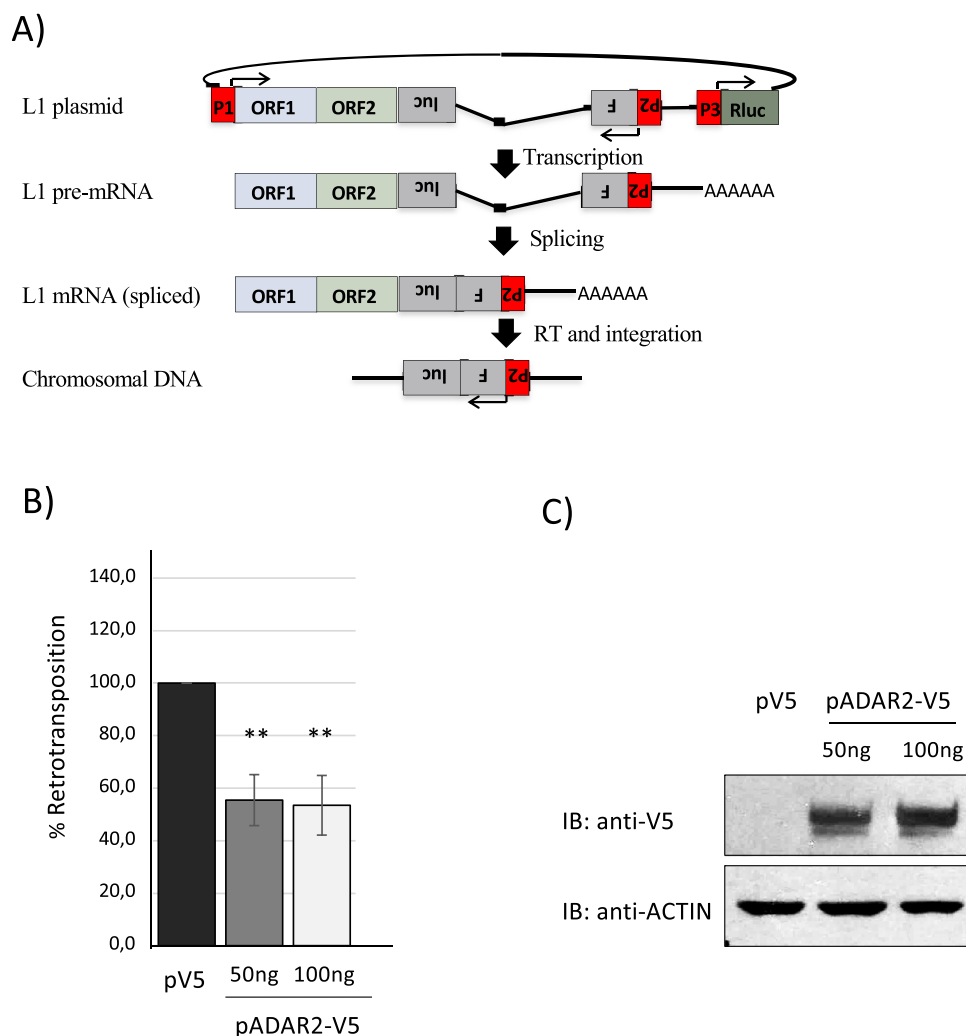 A)
L1 plasmid
P1 ORF1 ORF2 luc F P2 P3 Rluc
Transcription
L1 pre-mRNA
ORF1 ORF2 luc F P2 AAAAAA
Splicing
L1 mRNA (spliced)
ORF1 ORF2 luc F P2 AAAAAA
RT and integration
Chromosomal DNA
luc F P2
B)
% Retrotransposition
140,0
120,0
100,0
80,0
60,0
40,0
20,0
0,0
** **
pV5 50ng 100ng
pADAR2-V5
C)
pV5 pADAR2-V5
50ng 100ng
IB: anti-V5
IB: anti-ACTIN